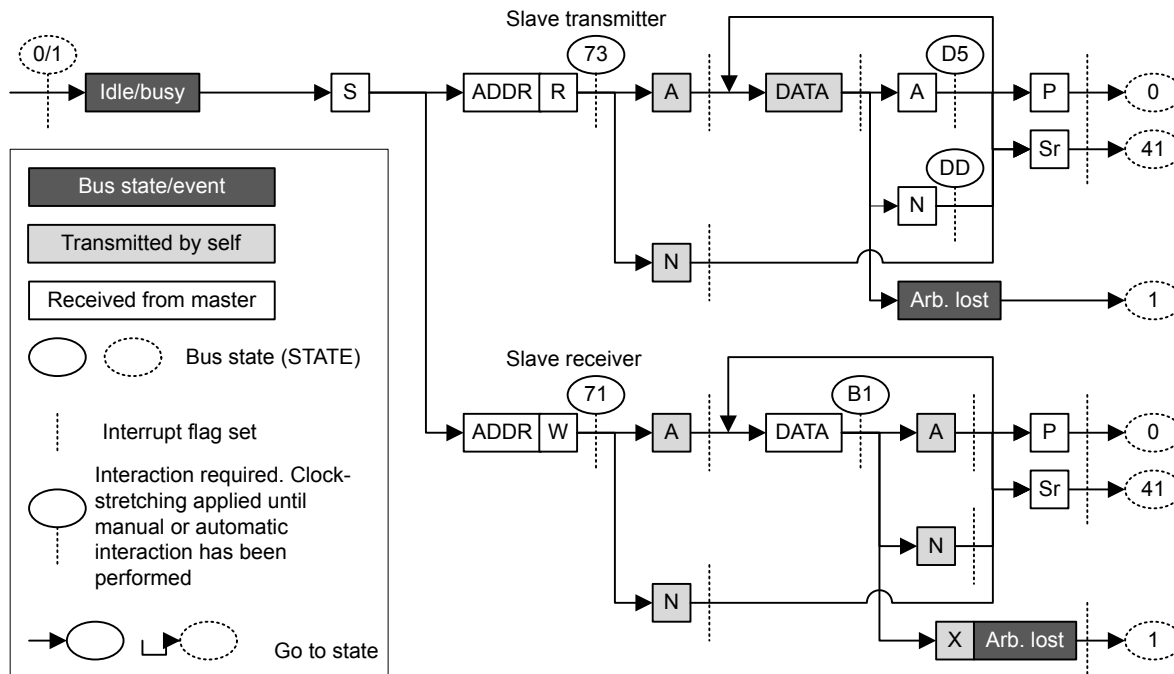 Slave transmitter
0/1
73
D5
Idle/busy
S
ADDR R
A
DATA
A
P
0
Sr
41
DD
N
N
Arb. lost
1
Bus state/event
Transmitted by self
Received from master
Bus state (STATE)
Interrupt flag set
Interaction required. Clock-
stretching applied until
manual or automatic
interaction has been
performed
Go to state
Slave receiver
71
B1
ADDR W
A
DATA
A
P
0
Sr
41
N
N
X Arb. lost
1